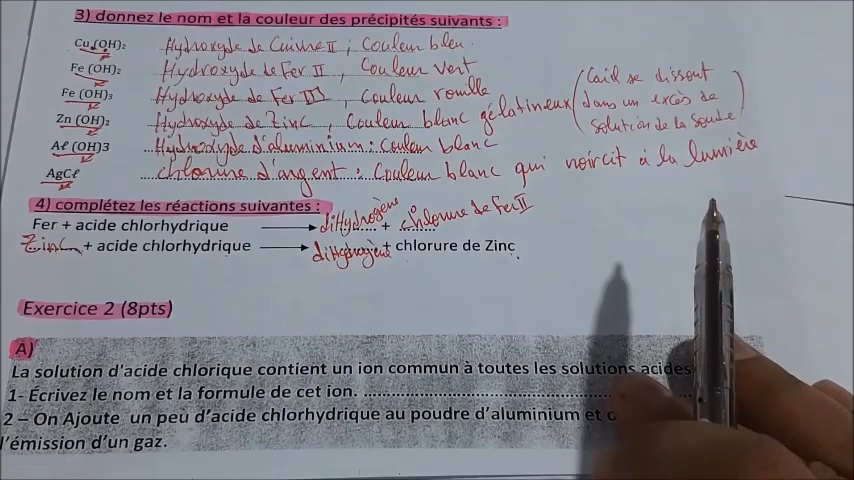 3) donnez le nom et la couleur des précipités suivants :
Cu (OH)2 Hydroxyde de Cuivre II ; Couleur bleu
Fe (OH)2 Hydroxyde de Fer II , Couleur vert
Fe (OH)3 Hydroxyde de Fer III , Couleur rouille
Zn (OH)2 Hydroxyde de Zinc , Couleur blanc gélatineux (car il se dissout dans un excès de solution de la soude)
Aℓ (OH)3 Hydroxyde d'aluminium : Couleur blanc
AgCℓ chlorure d'argent : Couleur blanc qui noircit à la lumière
4) complétez les réactions suivantes :
Fer + acide chlorhydrique → diHydrogène + chlorure de Fer II
Zinc + acide chlorhydrique → diHydrogène + chlorure de Zinc
Exercice 2 (8pts)
A)
La solution d'acide chlorique contient un ion commun à toutes les solutions acides
1- Écrivez le nom et la formule de cet ion.
2 – On Ajoute un peu d'acide chlorhydrique au poudre d'aluminium et
l'émission d'un gaz.